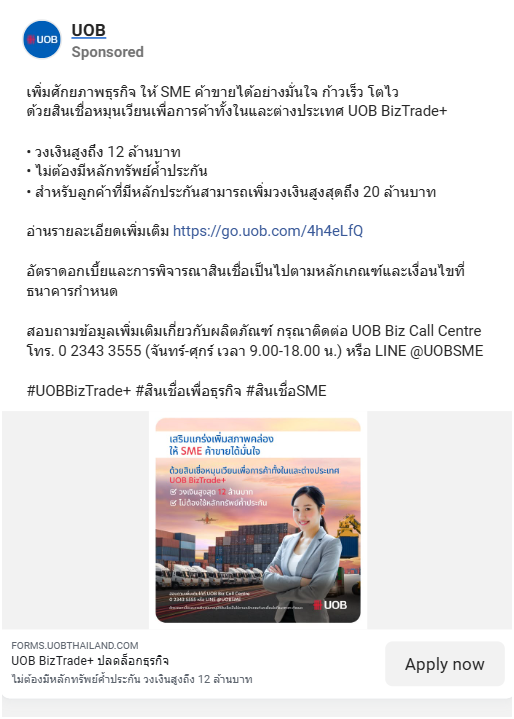 UOB
UOB
Sponsored
เพิ่มศักยภาพธุรกิจ ให้ SME ค้าขายได้อย่างมั่นใจ ก้าวเร็ว โตไว
ด้วยสินเชื่อหมุนเวียนเพื่อการค้าทั้งในและต่างประเทศ UOB BizTrade+
• วงเงินสูงถึง 12 ล้านบาท
• ไม่ต้องมีหลักทรัพย์ค้ำประกัน
• สำหรับลูกค้าที่มีหลักประกันสามารถเพิ่มวงเงินสูงสุดถึง 20 ล้านบาท
อ่านรายละเอียดเพิ่มเติม https://go.uob.com/4h4eLfQ
อัตราดอกเบี้ยและการพิจารณาสินเชื่อเป็นไปตามหลักเกณฑ์และเงื่อนไขที่
ธนาคารกำหนด
สอบถามข้อมูลเพิ่มเติมเกี่ยวกับผลิตภัณฑ์ กรุณาติดต่อ UOB Biz Call Centre
โทร. 0 2343 3555 (จันทร์-ศุกร์ เวลา 9.00-18.00 น.) หรือ LINE @UOBSME
#UOBBizTrade+ #สินเชื่อเพื่อธุรกิจ #สินเชื่อSME
เสริมแกร่งเพิ่มสภาพคล่อง
ให้ SME ค้าขายได้มั่นใจ
ด้วยสินเชื่อหมุนเวียนเพื่อการค้าทั้งในและต่างประเทศ
UOB BizTrade+
วงเงินสูงสุด 12 ล้านบาท
ไม่ต้องใช้หลักทรัพย์ค้ำประกัน
UOB Biz Call Centre
0 2343 3555 หรือ LINE @UOBSME
UOB
FORMS.UOBTHAILAND.COM
UOB BizTrade+ ปลดล็อกธุรกิจ
ไม่ต้องมีหลักทรัพย์ค้ำประกัน วงเงินสูงถึง 12 ล้านบาท
Apply now